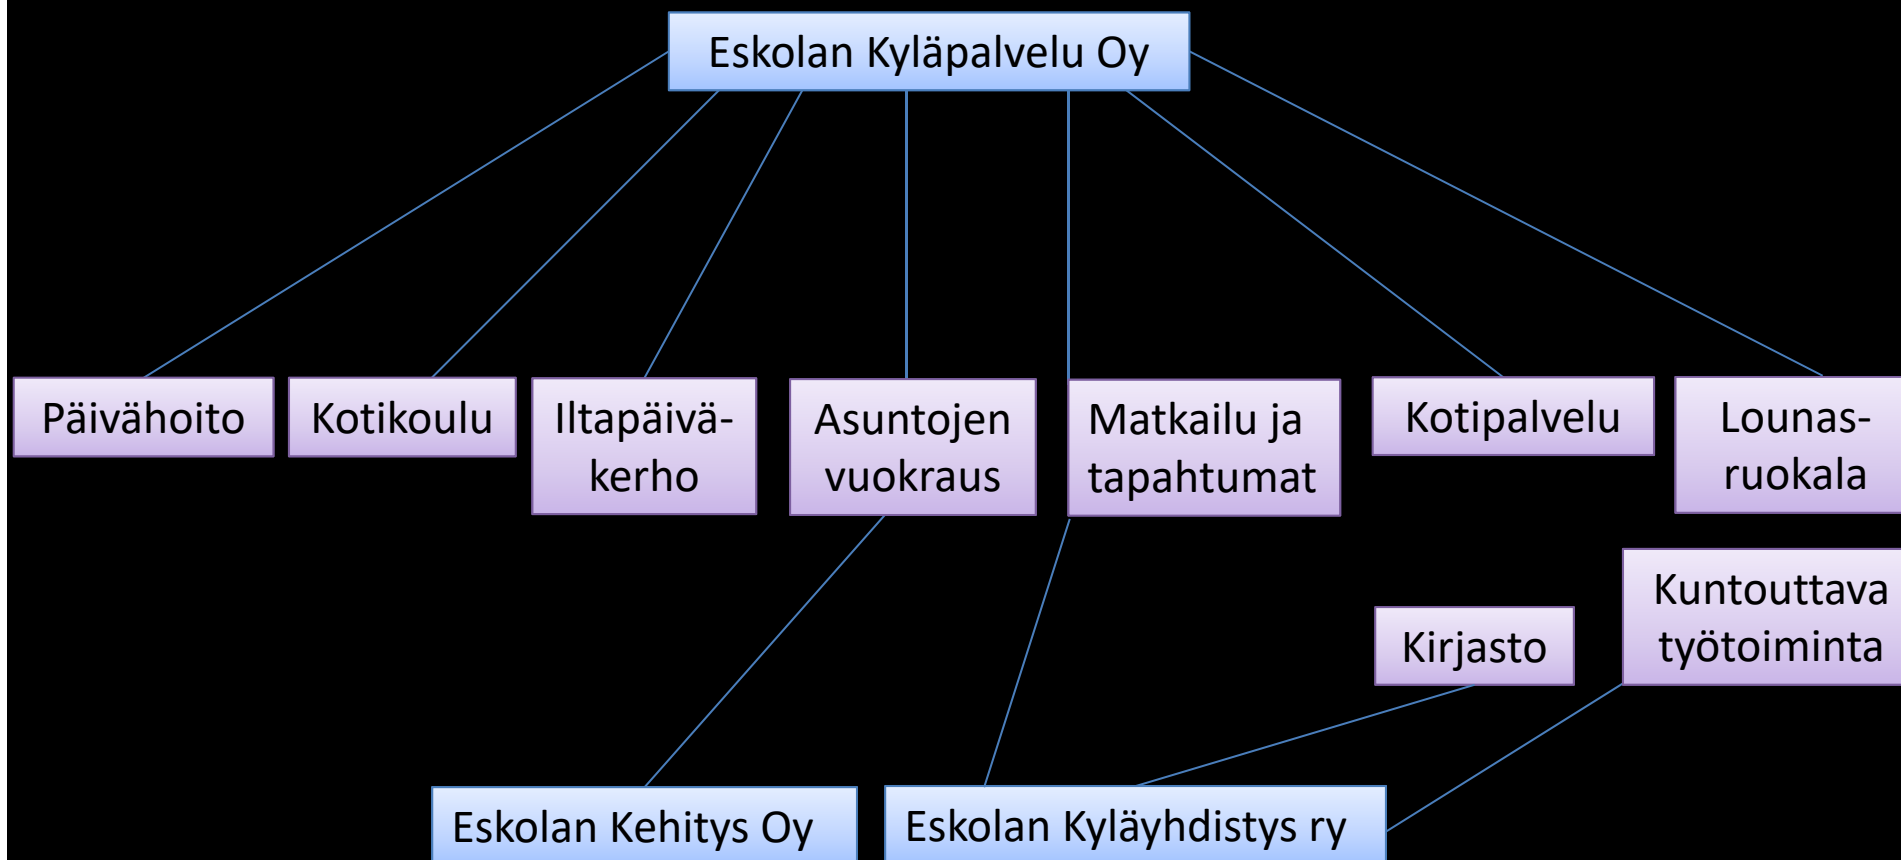 Eskolan Kyläpalvelu Oy
Päivähoito
Kotikoulu
Iltapäivä-
kerho
Asuntojen
vuokraus
Matkailu ja
tapahtumat
Kotipalvelu
Lounas-
ruokala
Kirjasto
Kuntouttava
työtoiminta
Eskolan Kehitys Oy
Eskolan Kyläyhdistys ry